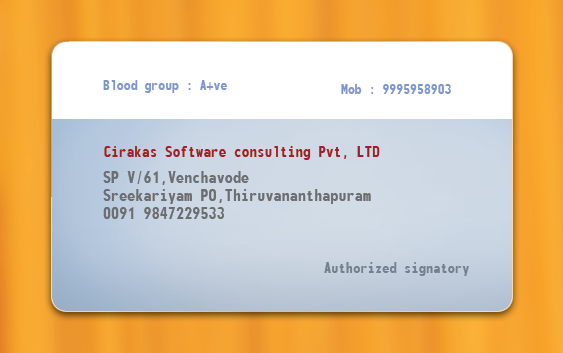 Blood group : A+ve
Mob : 9995958903
Cirakas Software consulting Pvt, LTD
SP V/61,Venchavode
Sreekariyam PO,Thiruvananthapuram
0091 9847229533
Authorized signatory